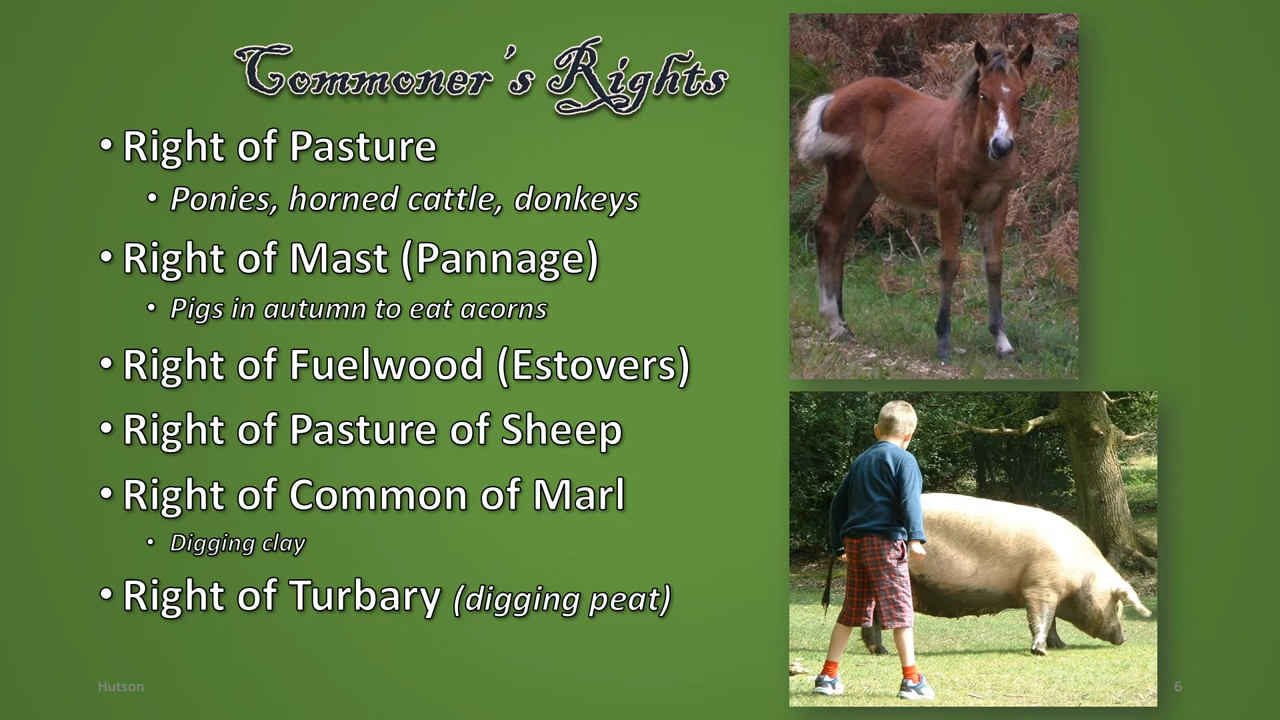 Commoner's Rights
• Right of Pasture
• Ponies, horned cattle, donkeys
• Right of Mast (Pannage)
• Pigs in autumn to eat acorns
• Right of Fuelwood (Estovers)
• Right of Pasture of Sheep
• Right of Common of Marl
• Digging clay
• Right of Turbary (digging peat)
Hutson
6